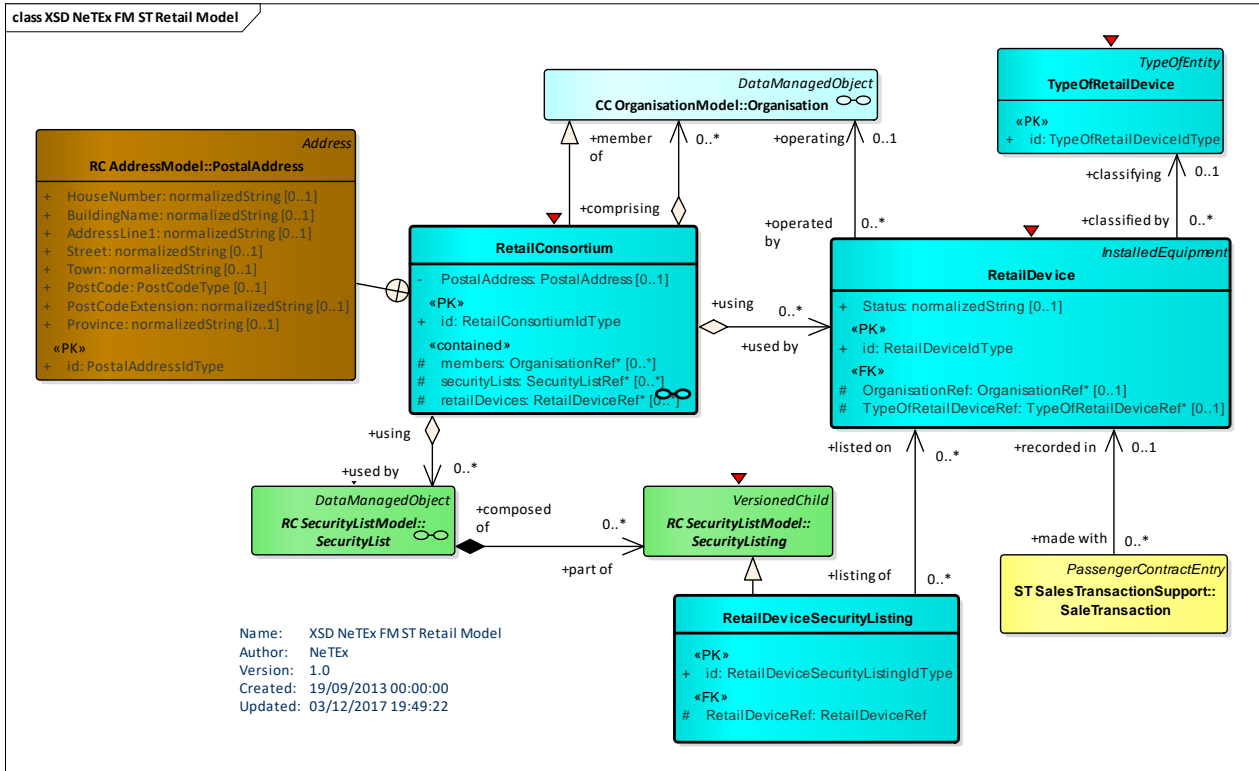 class XSD NeTEx FM ST Retail Model
DataManagedObject
CC OrganisationModel::Organisation
TypeOfEntity
TypeOfRetailDevice
«PK»
+ id: TypeOfRetailDeviceIdType
Address
RC AddressModel::PostalAddress
+ HouseNumber: normalizedString [0..1]
+ BuildingName: normalizedString [0..1]
+ AddressLine1: normalizedString [0..1]
+ Street: normalizedString [0..1]
+ Town: normalizedString [0..1]
+ PostCode: PostCodeType [0..1]
+ PostCodeExtension: normalizedString [0..1]
+ Province: normalizedString [0..1]
«PK»
+ id: PostalAddressIdType
+member
of
0..*
+comprising
+operating
0..1
+operated
by
0..*
+classifying
0..1
+classified by
0..*
RetailConsortium
- PostalAddress: PostalAddress [0..1]
«PK»
+ id: RetailConsortiumIdType
«contained»
# members: OrganisationRef* [0..*]
# securityLists: SecurityListRef* [0..*]
# retailDevices: RetailDeviceRef* [0..*]
+using
0..*
+used by
InstalledEquipment
RetailDevice
+ Status: normalizedString [0..1]
«PK»
+ id: RetailDeviceIdType
«FK»
# OrganisationRef: OrganisationRef* [0..1]
# TypeOfRetailDeviceRef: TypeOfRetailDeviceRef* [0..1]
+using
+used by
0..*
+listed on
0..*
+recorded in
0..1
DataManagedObject
RC SecurityListModel::
SecurityList
+composed
of
0..*
+part of
VersionedChild
RC SecurityListModel::
SecurityListing
+listing of
0..*
+made with
0..*
PassengerContractEntry
ST SalesTransactionSupport::
SaleTransaction
RetailDeviceSecurityListing
«PK»
+ id: RetailDeviceSecurityListingIdType
«FK»
# RetailDeviceRef: RetailDeviceRef
Name: XSD NeTEx FM ST Retail Model
Author: NeTEx
Version: 1.0
Created: 19/09/2013 00:00:00
Updated: 03/12/2017 19:49:22